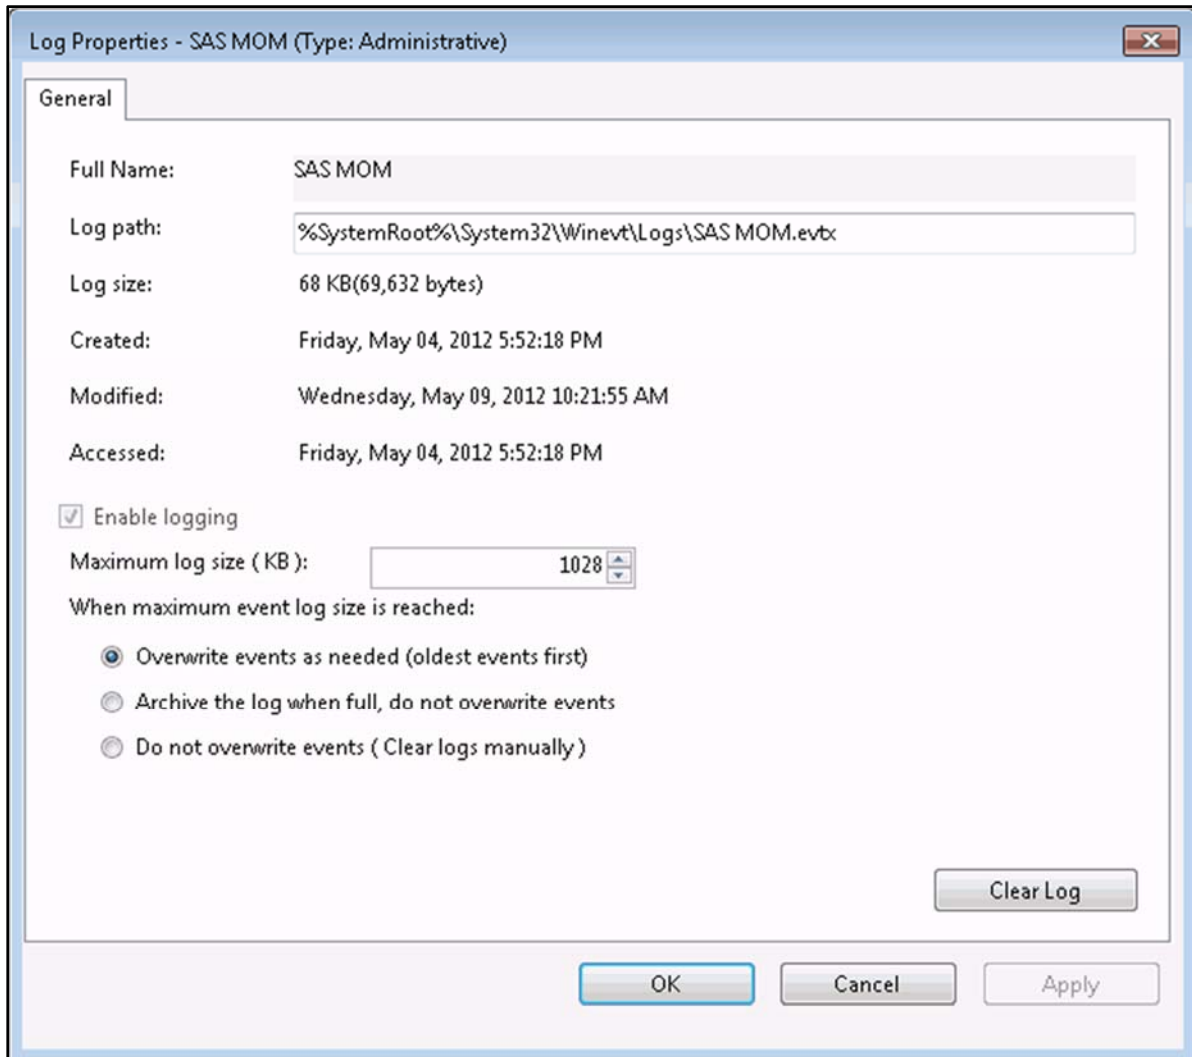 Log Properties - SAS MOM (Type: Administrative)
General
Full Name: SAS MOM
Log path: %SystemRoot%\System32\Winevt\Logs\SAS MOM.evtx
Log size: 68 KB(69,632 bytes)
Created: Friday, May 04, 2012 5:52:18 PM
Modified: Wednesday, May 09, 2012 10:21:55 AM
Accessed: Friday, May 04, 2012 5:52:18 PM
Enable logging
Maximum log size ( KB ): 1028
When maximum event log size is reached:
Overwrite events as needed (oldest events first)
Archive the log when full, do not overwrite events
Do not overwrite events ( Clear logs manually )
Clear Log
OK Cancel Apply